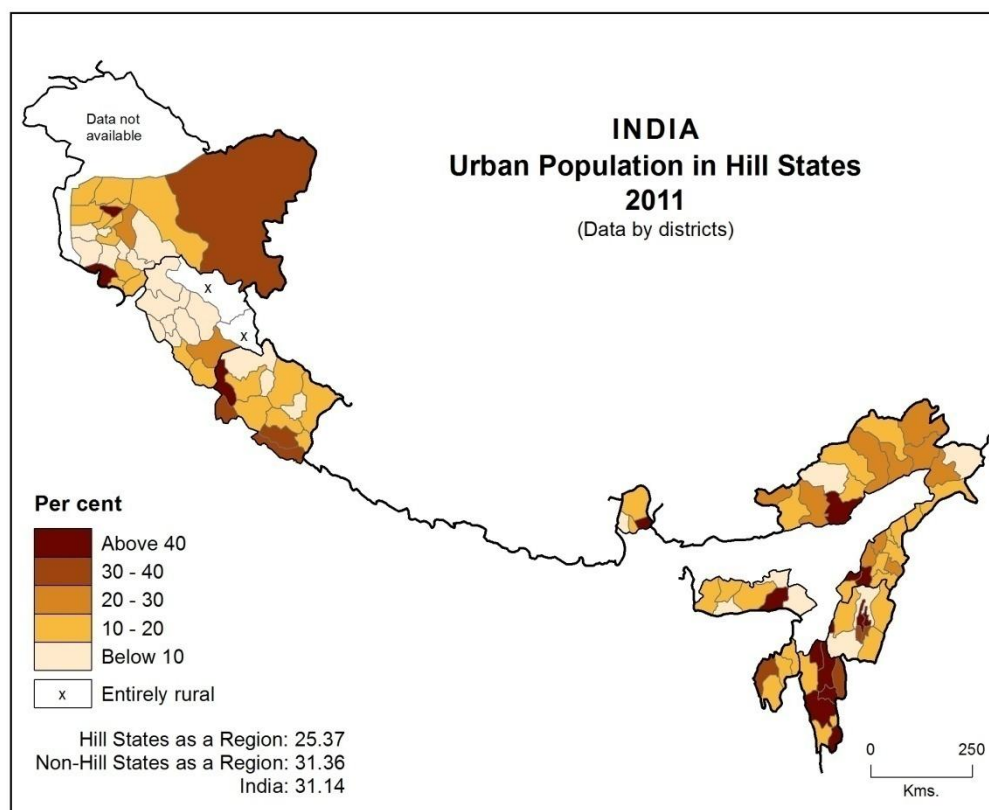 Data not
available
INDIA
Urban Population in Hill States
2011
(Data by districts)
x
x
Per cent
Above 40
30 - 40
20 - 30
10 - 20
Below 10
x Entirely rural
Hill States as a Region: 25.37
Non-Hill States as a Region: 31.36
India: 31.14
0 250
Kms.